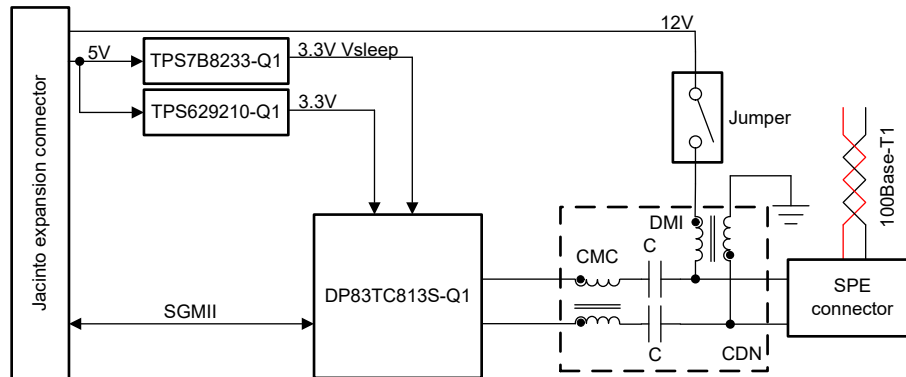 12V
5V
TPS7B8233-Q1
3.3V Vsleep
TPS629210-Q1
3.3V
Jumper
100Base-T1
Jacinto expansion connector
DMI
C
CMC
DP83TC813S-Q1
SPE
connector
SGMII
C
CDN